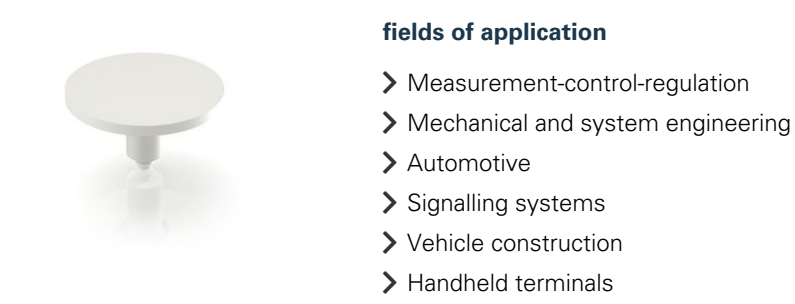 fields of application
Measurement-control-regulation
Mechanical and system engineering
Automotive
Signalling systems
Vehicle construction
Handheld terminals